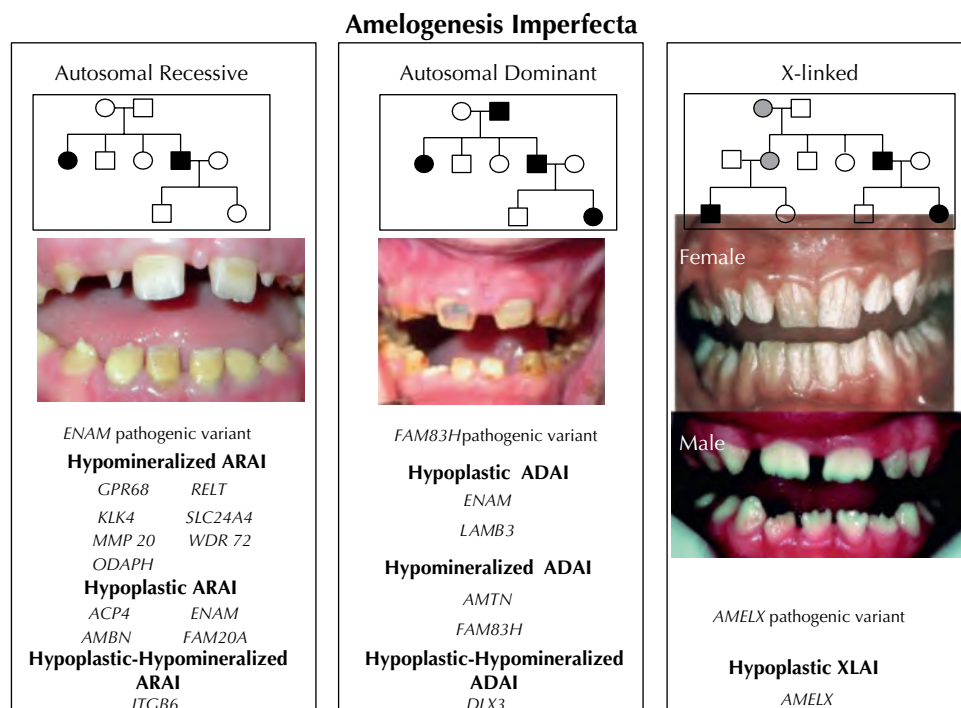 Amelogenesis Imperfecta
Autosomal Recessive
ENAM pathogenic variant
Hypomineralized ARAI
GPR68 RELT
KLK4 SLC24A4
MMP 20 WDR 72
ODAPH
Hypoplastic ARAI
ACP4 ENAM
AMBN FAM20A
Hypoplastic-Hypomineralized
ARAI
ITGB6
Autosomal Dominant
FAM83Hpathogenic variant
Hypoplastic ADAI
ENAM
LAMB3
Hypomineralized ADAI
AMTN
FAM83H
Hypoplastic-Hypomineralized
ADAI
DLX3
X-linked
Female
Male
AMELX pathogenic variant
Hypoplastic XLAI
AMELX